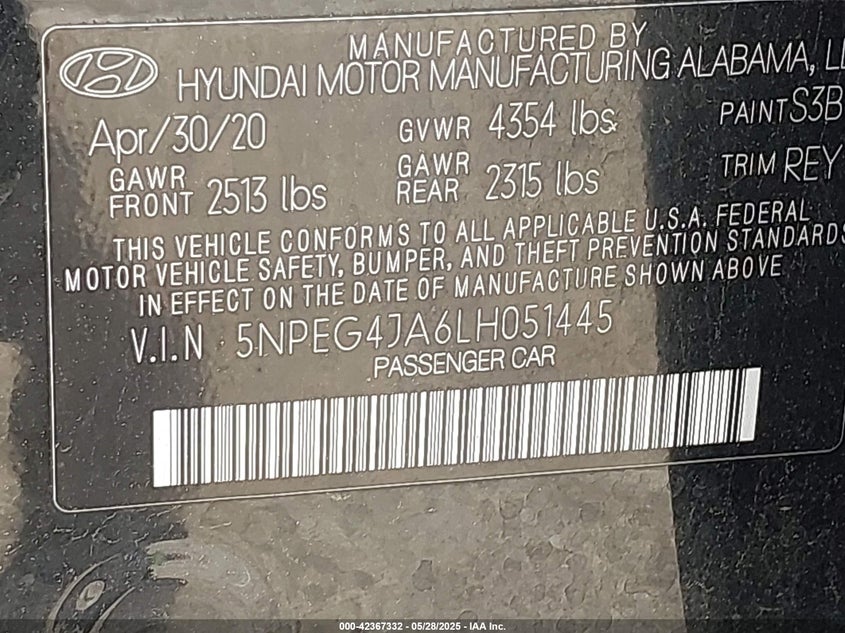 MANUFACTURED BY
HYUNDAI MOTOR MANUFACTURING ALABAMA,
Apr/30/20 GVWR 4354 lbs PAINT S3B
GAWR FRONT 2513 lbs GAWR REAR 2315 lbs TRIM REY
THIS VEHICLE CONFORMS TO ALL APPLICABLE U.S.A. FEDERAL
MOTOR VEHICLE SAFETY, BUMPER, AND THEFT PREVENTION STANDARDS
IN EFFECT ON THE DATE OF MANUFACTURE SHOWN ABOVE
V.I.N 5NPEG4JA6LH051445
PASSENGER CAR
000-42367332 - 05/28/2025 - IAA Inc.